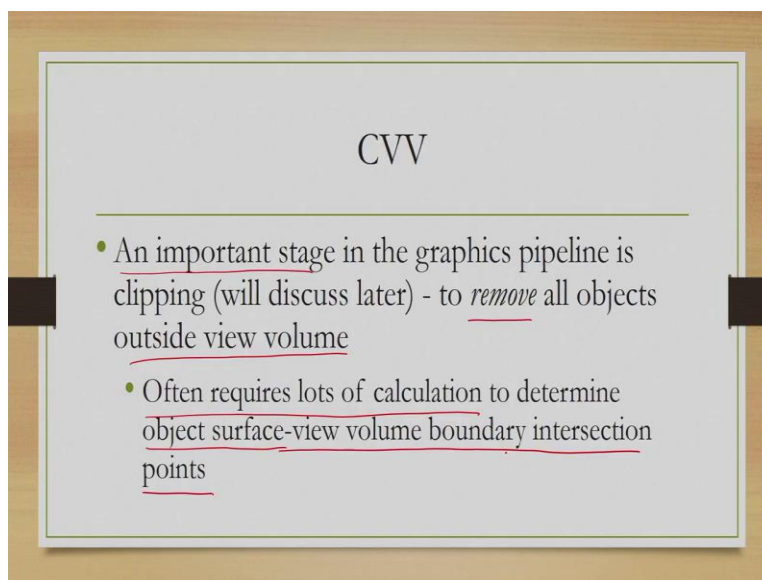 CVV
• An important stage in the graphics pipeline is
clipping (will discuss later) - to remove all objects
outside view volume
• Often requires lots of calculation to determine
object surface-view volume boundary intersection
points